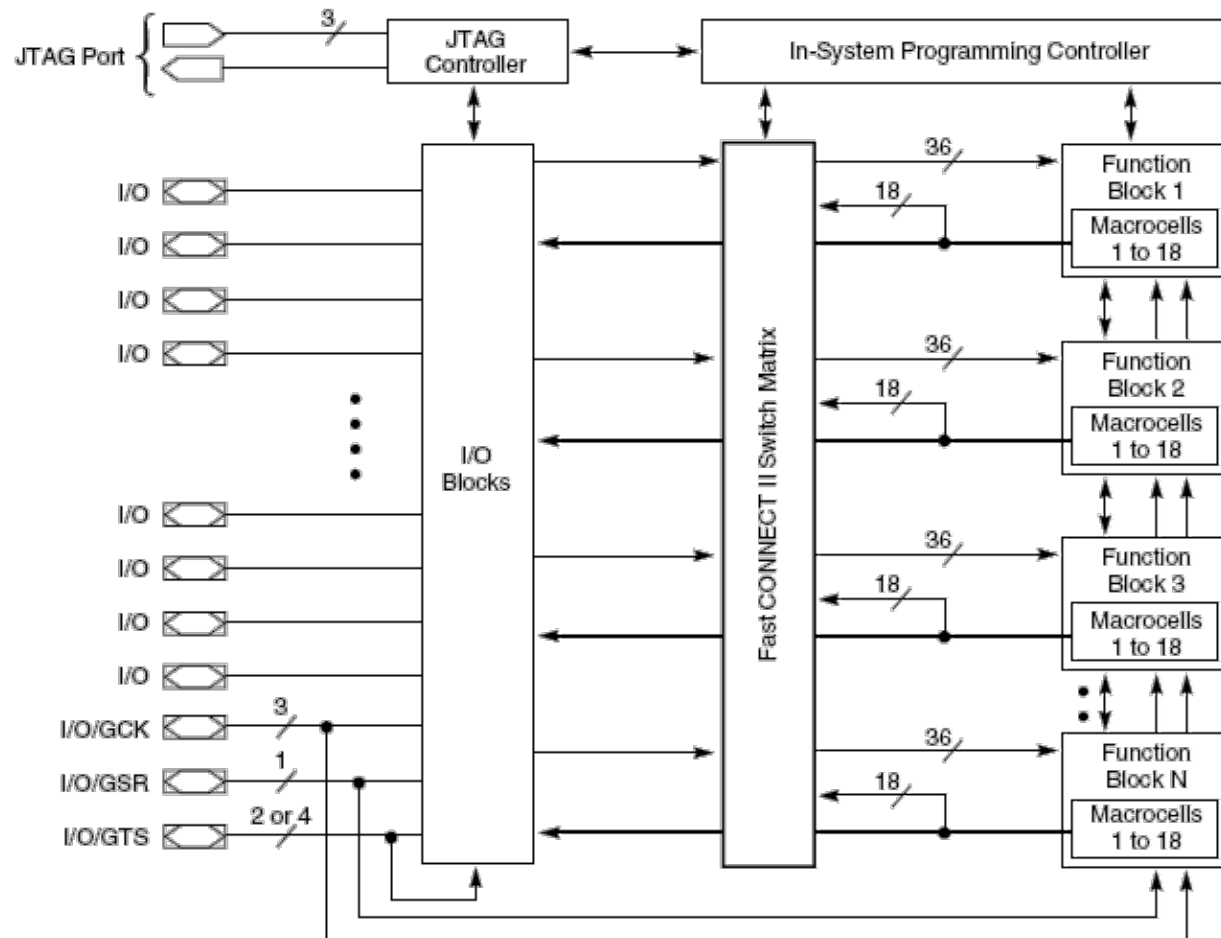 3
JTAG Port
JTAG
Controller
In-System Programming Controller
36
Function
Block 1
I/O
18
Macrocells
1 to 18
I/O
I/O
I/O
36
Function
Block 2
18
Macrocells
1 to 18
I/O
Blocks
Fast CONNECT II Switch Matrix
I/O
36
Function
Block 3
I/O
18
Macrocells
1 to 18
I/O
I/O
I/O/GCK
3
36
Function
Block N
I/O/GSR
1
18
I/O/GTS
2 or 4
Macrocells
1 to 18